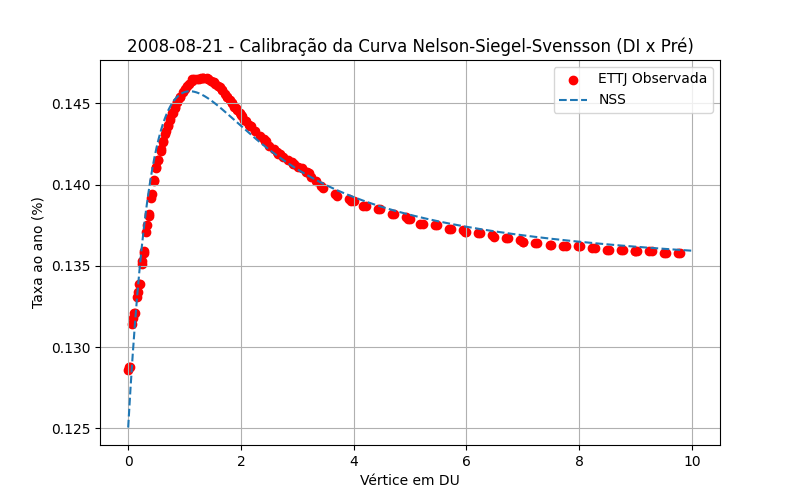 2008-08-21 - Calibração da Curva Nelson-Siegel-Svensson (DI x Pré)
ETTJ Observada
NSS
Taxa ao ano (%)
0.145
0.140
0.135
0.130
0.125
0 2 4 6 8 10
Vértice em DU